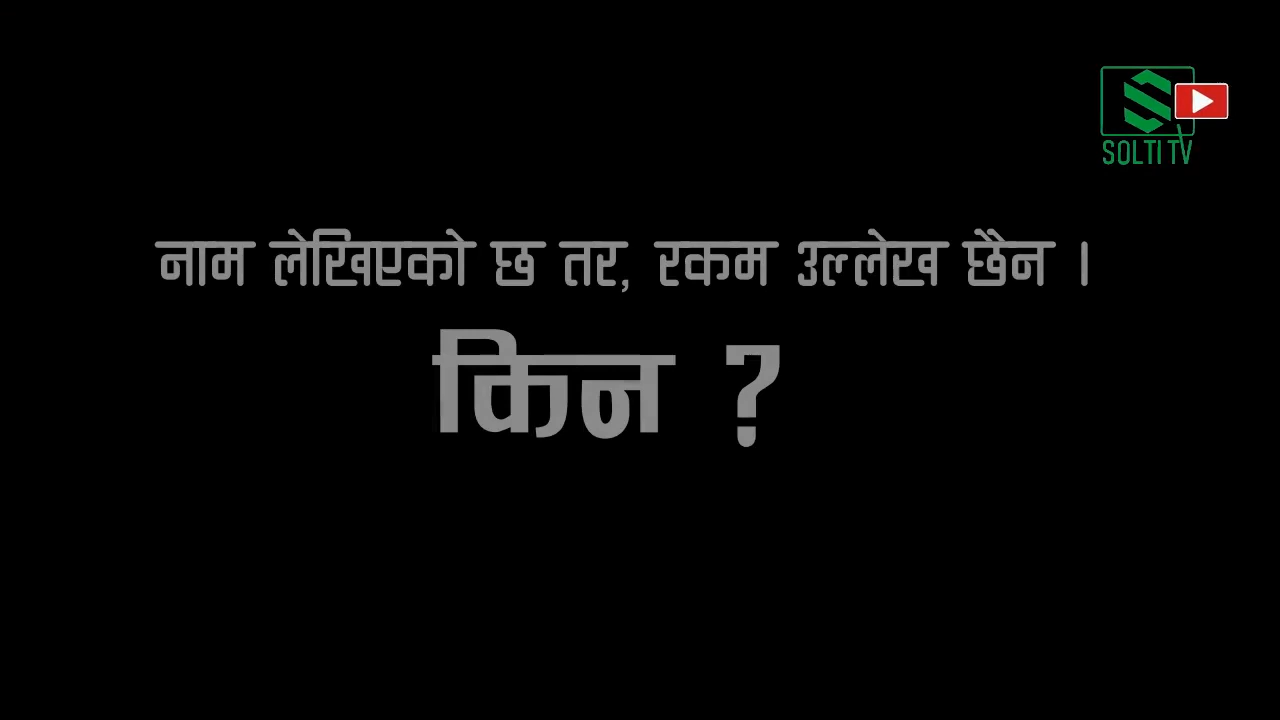 SOLTI TV
नाम लेखिएको छ तर, रकम उल्लेख छैन ।
किन ?